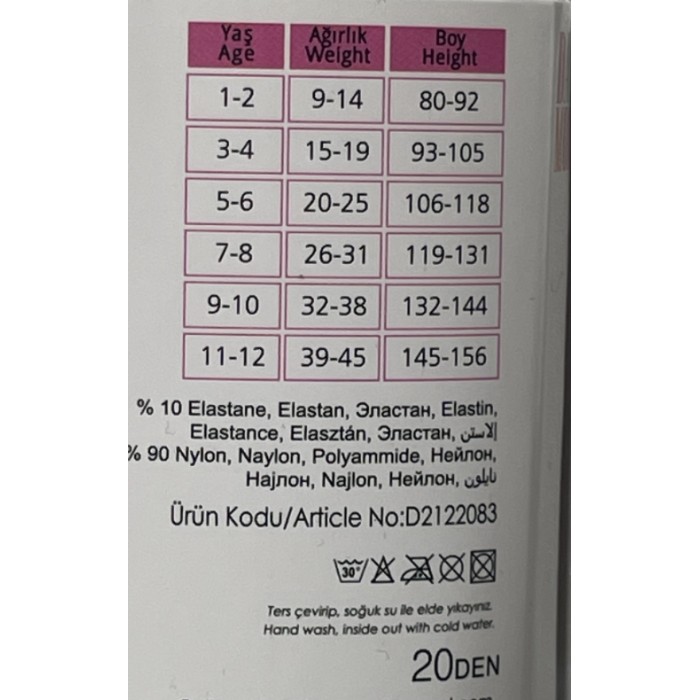 Yaş Ağırlık Boy
Age Weight Height
1-2 9-14 80-92
3-4 15-19 93-105
5-6 20-25 106-118
7-8 26-31 119-131
9-10 32-38 132-144
11-12 39-45 145-156
% 10 Elastane, Elastan, Эластан, Elastin,
Elastance, Elasztán, Эластан, الاستن
% 90 Nylon, Naylon, Polyammide, Нейлон,
Најлон, Najlon, Нейлон, نايلون
Ürün Kodu/Article No:D2122083
30°
Ters çevirip, soğuk su ile elde yıkayınız.
Hand wash, inside out with cold water.
20DEN